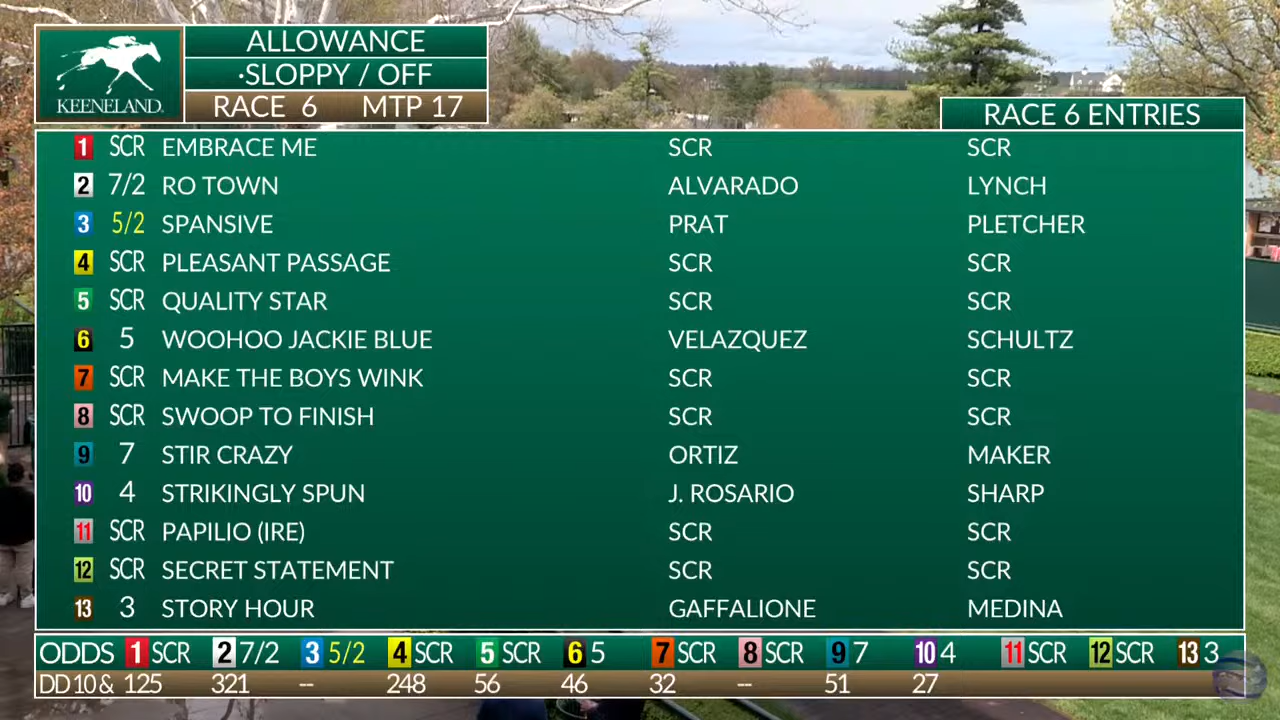 KEENELAND.
ALLOWANCE
·SLOPPY / OFF
RACE 6 MTP 17
RACE 6 ENTRIES
1 SCR EMBRACE ME SCR SCR
2 7/2 RO TOWN ALVARADO LYNCH
3 5/2 SPANSIVE PRAT PLETCHER
4 SCR PLEASANT PASSAGE SCR SCR
5 SCR QUALITY STAR SCR SCR
6 5 WOOHOO JACKIE BLUE VELAZQUEZ SCHULTZ
7 SCR MAKE THE BOYS WINK SCR SCR
8 SCR SWOOP TO FINISH SCR SCR
9 7 STIR CRAZY ORTIZ MAKER
10 4 STRIKINGLY SPUN J. ROSARIO SHARP
11 SCR PAPILIO (IRE) SCR SCR
12 SCR SECRET STATEMENT SCR SCR
13 3 STORY HOUR GAFFALIONE MEDINA
ODDS 1 SCR 2 7/2 3 5/2 4 SCR 5 SCR 6 5 7 SCR 8 SCR 9 7 10 4 11 SCR 12 SCR 13 3
DD 10 & 125 321 -- 248 56 46 32 -- 51 27